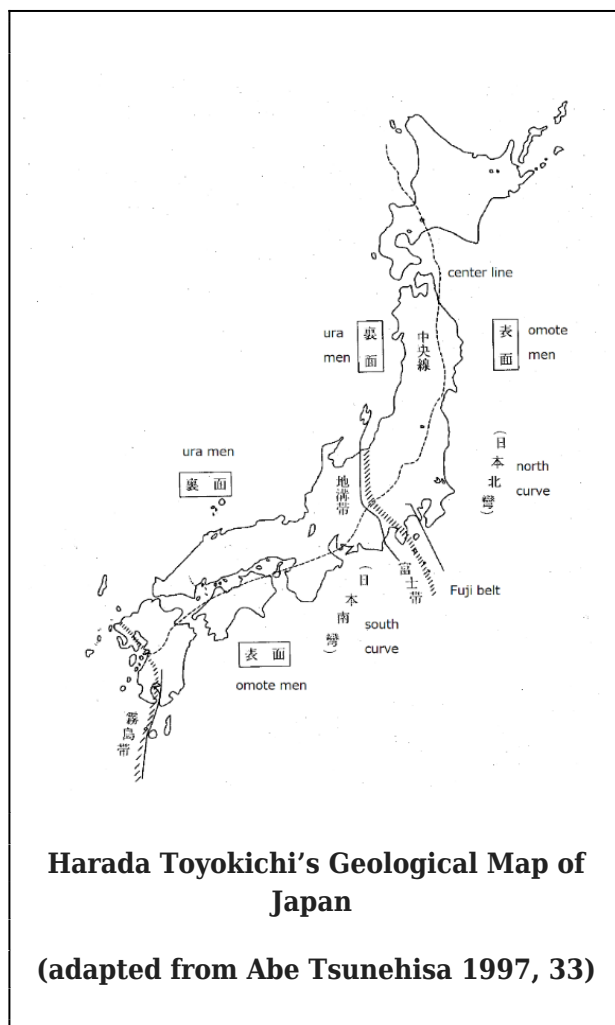 center line
ura
men
裏
面
中央線
表
面
omote
men
ura men
裏 面
地溝帯
(日本北彎)
north
curve
富士帯
Fuji belt
(日本南彎)
south
curve
表 面
omote men
霧島帯
Harada Toyokichi’s Geological Map of
Japan
(adapted from Abe Tsunehisa 1997, 33)